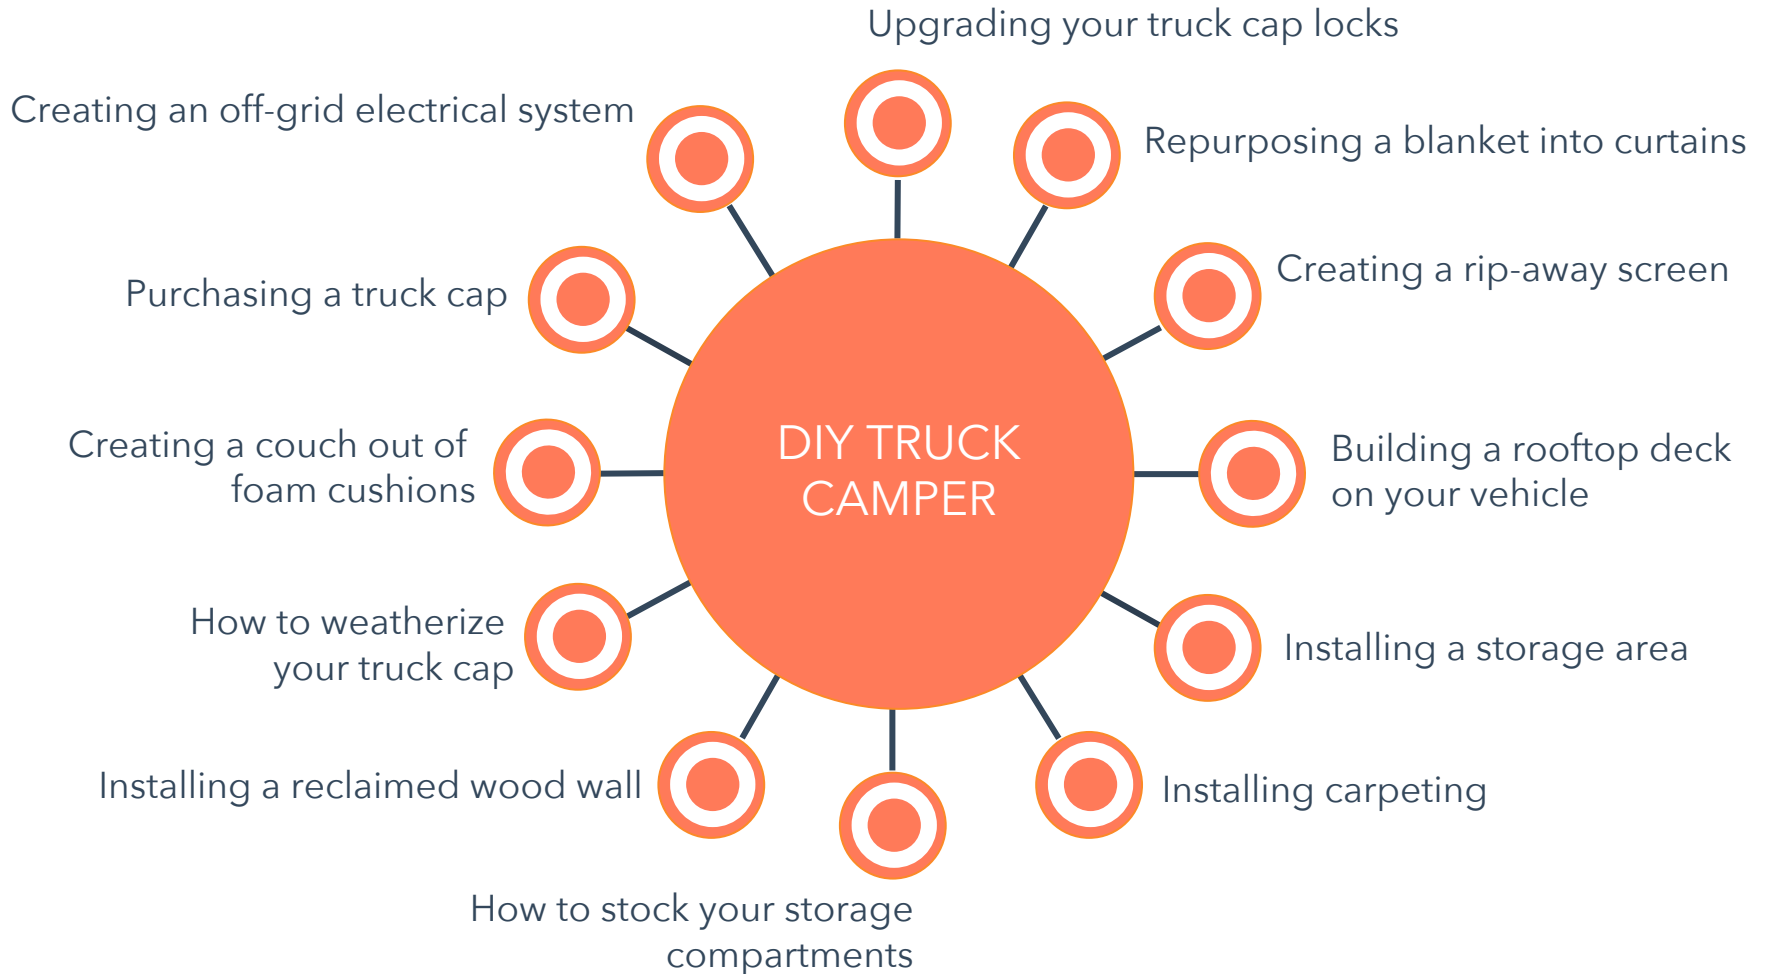 Upgrading your truck cap locks
Creating an off-grid electrical system
Repurposing a blanket into curtains
Creating a rip-away screen
Purchasing a truck cap
DIY TRUCK
CAMPER
Creating a couch out of
foam cushions
Building a rooftop deck
on your vehicle
How to weatherize
your truck cap
Installing a storage area
Installing a reclaimed wood wall
Installing carpeting
How to stock your storage
compartments